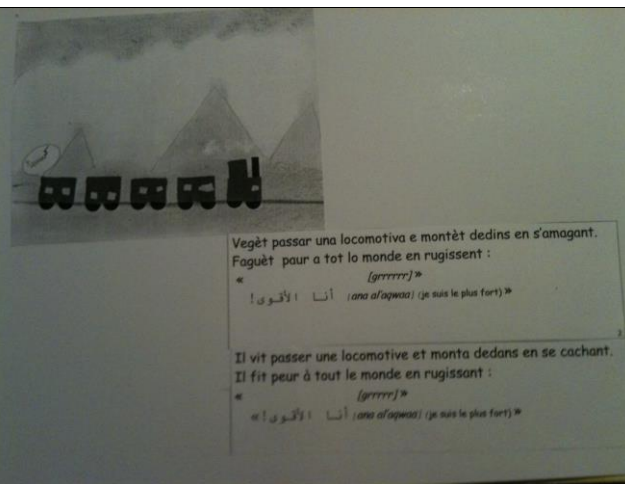 Vegèt passar una locomotiva e montèt dedins en s'amagant.
Faguèt paur a tot lo monde en rugissent :
« [grrrrrr] »
أنا الأقوى! (ana al'aqwaa) (je suis le plus fort) »
Il vit passer une locomotive et monta dedans en se cachant.
Il fit peur à tout le monde en rugissant :
« [grrrrr] »
أنا الأقوى!« (ana al'aqwaa) (je suis le plus fort) »